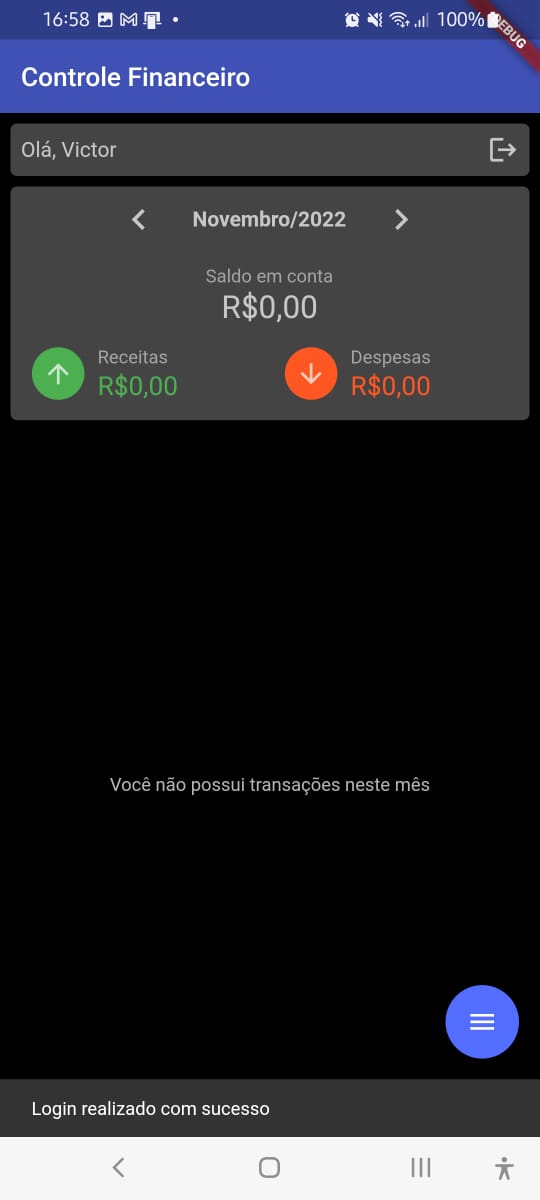 16:58 100%
DEBUG
Controle Financeiro
Olá, Victor
Novembro/2022
Saldo em conta
R$0,00
Receitas Despesas
R$0,00 R$0,00
Você não possui transações neste mês
Login realizado com sucesso